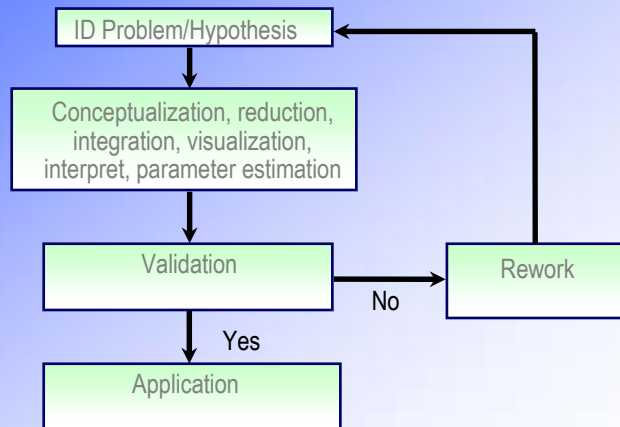 ID Problem/Hypothesis
Conceptualization, reduction,
integration, visualization,
interpret, parameter estimation
Validation
Rework
No
Yes
Application